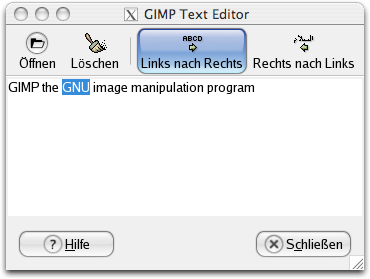 GIMP Text Editor
ABCD
Öffnen Löschen Links nach Rechts Rechts nach Links
GIMP the GNU image manipulation program
? Hilfe Schließen